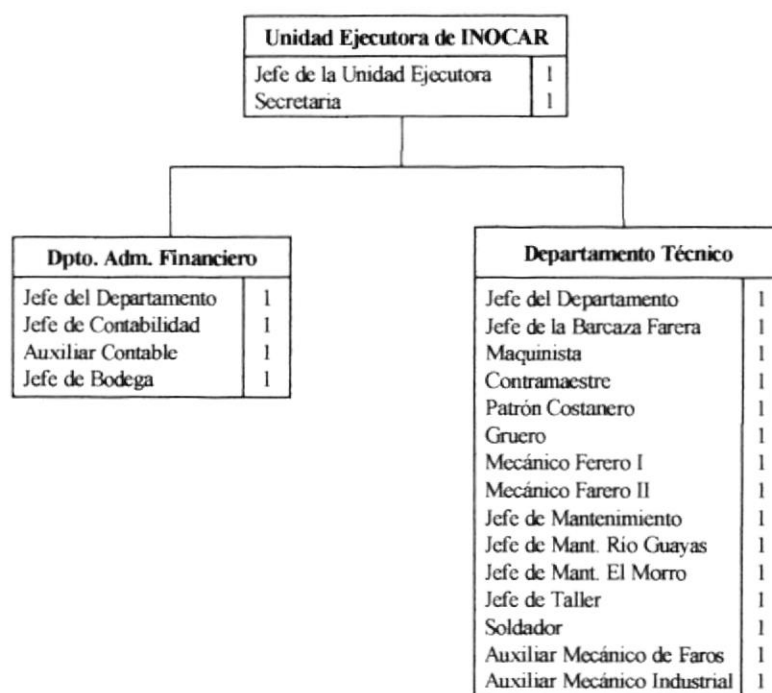 Unidad Ejecutora de INOCAR
Jefe de la Unidad Ejecutora 1
Secretaria 1
Dpto. Adm. Financiero
Jefe del Departamento 1
Jefe de Contabilidad 1
Auxiliar Contable 1
Jefe de Bodega 1
Departamento Técnico
Jefe del Departamento 1
Jefe de la Barcaza Farera 1
Maquinista 1
Contramaestre 1
Patrón Costanero 1
Gruero 1
Mecánico Ferero I 1
Mecánico Farero II 1
Jefe de Mantenimiento 1
Jefe de Mant. Rio Guayas 1
Jefe de Mant. El Morro 1
Jefe de Taller 1
Soldador 1
Auxiliar Mecánico de Faros 1
Auxiliar Mecánico Industrial 1